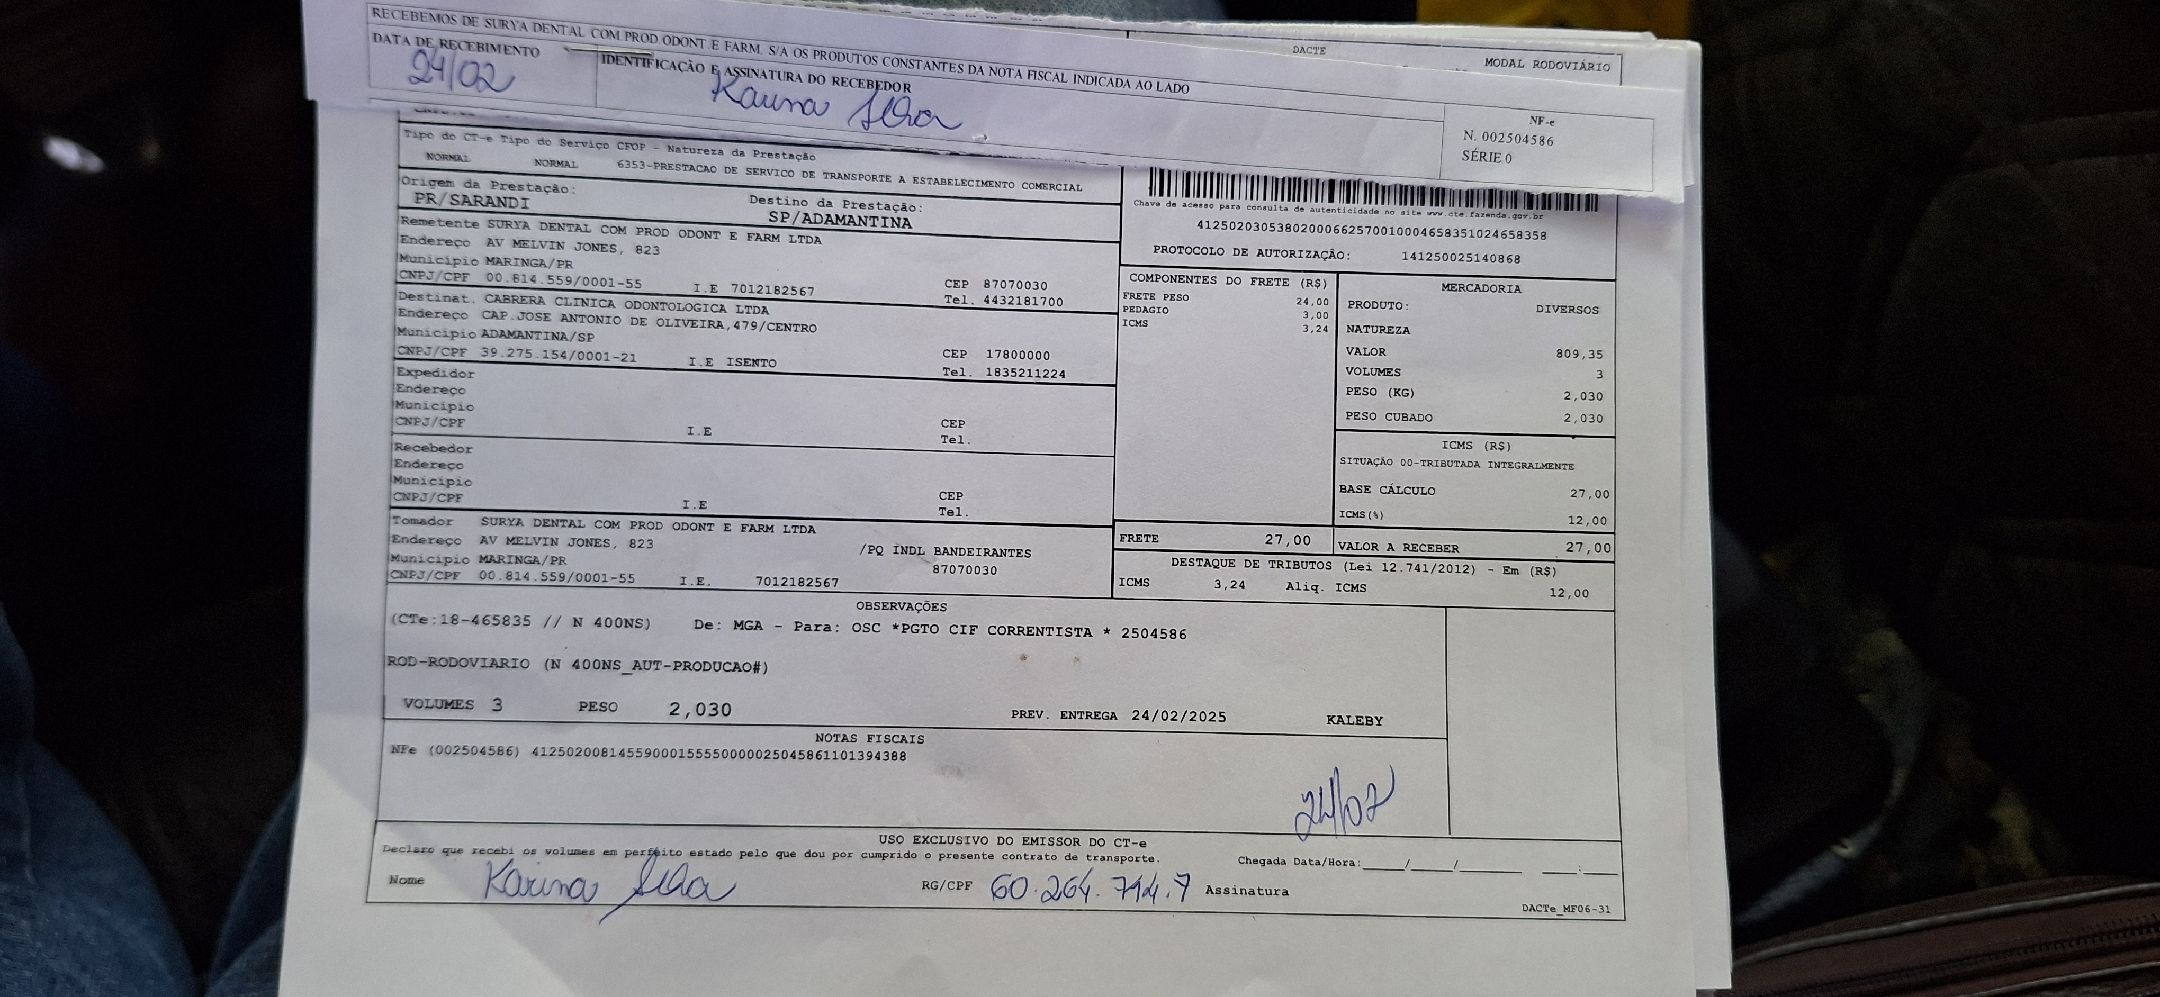 RECEBEMOS DE SURYA DENTAL COM PROD.ODONT E FARM. S/A OS PRODUTOS CONSTANTES DA NOTA FISCAL INDICADA AO LADO
DATA DE RECEBIMENTO
24/02
IDENTIFICAÇÃO E ASSINATURA DO RECEBEDOR
Karina
NF-e
N. 002504586
SÉRIE 0
DACTE
MODAL RODOVIÁRIO
Tipo do CT-e Tipo do Serviço CFOP - Natureza da Prestação
NORMAL NORMAL 6353-PRESTACAO DE SERVICO DE TRANSPORTE A ESTABELECIMENTO COMERCIAL
Origem da Prestação: Destino da Prestação:
PR/SARANDI SP/ADAMANTINA
Remetente SURYA DENTAL COM PROD ODONT E FARM LTDA
Endereço AV MELVIN JONES, 823
Município MARINGA/PR CEP 87070030
CNPJ/CPF 00.814.559/0001-55 I.E 7012182567 Tel. 4432181700
Destinat. CABRERA CLINICA ODONTOLOGICA LTDA
Endereço CAP.JOSE ANTONIO DE OLIVEIRA,479/CENTRO
Município ADAMANTINA/SP CEP 17800000
CNPJ/CPF 39.275.154/0001-21 I.E ISENTO Tel. 1835211224
Expedidor
Endereço
Município CEP
CNPJ/CPF I.E Tel.
Recebedor
Endereço
Município CEP
CNPJ/CPF I.E Tel.
Tomador SURYA DENTAL COM PROD ODONT E FARM LTDA
Endereço AV MELVIN JONES, 823 /PQ INDL BANDEIRANTES
Município MARINGA/PR 87070030
CNPJ/CPF 00.814.559/0001-55 I.E. 7012182567
Chave de acesso para consulta de autenticidade no site www.cte.fazenda.gov.br
41250203053802000662570010004658351024658358
PROTOCOLO DE AUTORIZAÇÃO: 141250025140868
COMPONENTES DO FRETE (R$)
FRETE PESO 24,00
PEDAGIO 3,00
ICMS 3,24
MERCADORIA
PRODUTO: DIVERSOS
NATUREZA
VALOR 809,35
VOLUMES 3
PESO (KG) 2,030
PESO CUBADO 2,030
ICMS (R$)
SITUAÇÃO 00-TRIBUTADA INTEGRALMENTE
BASE CÁLCULO 27,00
ICMS(%) 12,00
FRETE 27,00 VALOR A RECEBER 27,00
DESTAQUE DE TRIBUTOS (Lei 12.741/2012) - Em (R$)
ICMS 3,24 Aliq. ICMS 12,00
OBSERVAÇÕES
(CTe:18-465835 // N 400NS) De: MGA - Para: OSC *PGTO CIF CORRENTISTA * 2504586
ROD-RODOVIARIO (N 400NS_AUT-PRODUCAO#)
VOLUMES 3 PESO 2,030 PREV. ENTREGA 24/02/2025 KALEBY
NOTAS FISCAIS
NFe (002504586) 41250200814559000155550000025045861101394388
24/02
USO EXCLUSIVO DO EMISSOR DO CT-e
Declaro que recebi os volumes em perfeito estado pelo que dou por cumprido o presente contrato de transporte. Chegada Data/Hora:____/____/______ ____:____
Nome Karina RG/CPF 60.264.794.7 Assinatura
DACTe_MF06-31